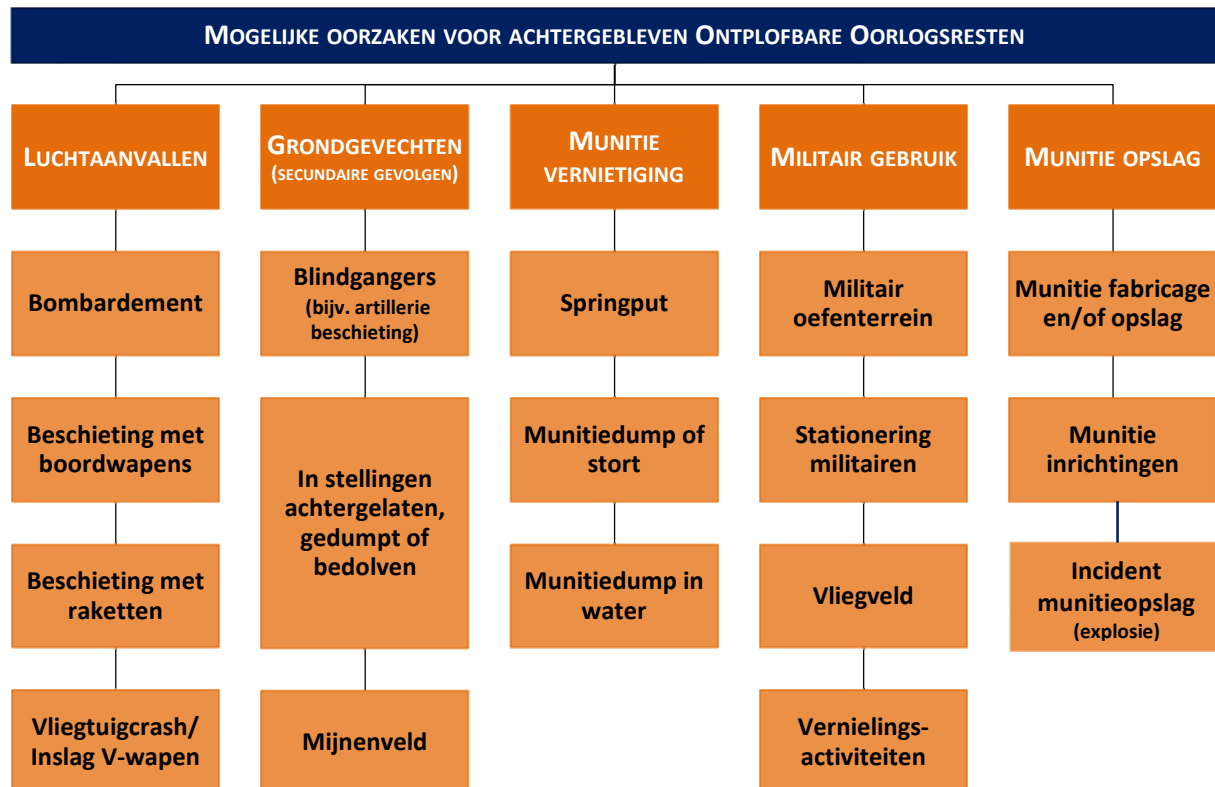 MOGELIJKE OORZAKEN VOOR ACHTERGEBLEVEN ONTPLOFBARE OORLOGSRESTEN
LUCHTAANVALLEN
GRONDGEVECHTEN
(SECUNDAIRE GEVOLGEN)
MUNITIE
VERNIETIGING
MILITAIR GEBRUIK
MUNITIE OPSLAG
Bombardement
Blindgangers
(bijv. artillerie
beschieting)
Springput
Militair
oefenterrein
Munitie fabricage
en/of opslag
Beschieting met
boordwapens
In stellingen
achtergelaten,
gedumpt of
bedolven
Munitiedump of
stort
Stationering
militairen
Munitie
inrichtingen
Beschieting met
raketten
Munitiedump in
water
Vliegveld
Incident
munitieopslag
(explosie)
Vliegtuigcrash/
Inslag V-wapen
Mijnenveld
Vernielings-
activiteiten